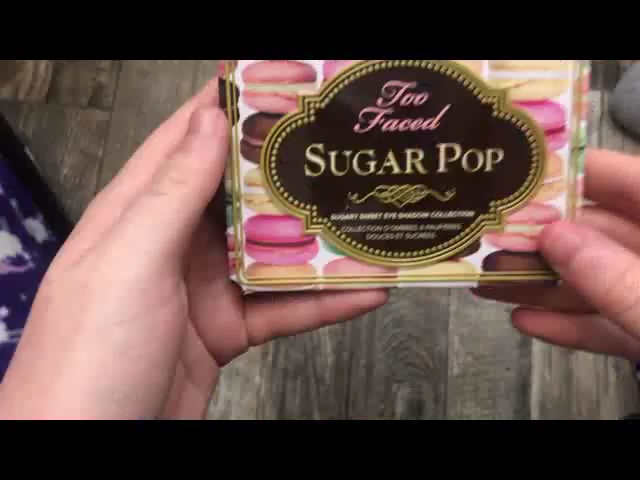 Too
Faced
SUGAR POP
SUGARY SWEET EYE SHADOW COLLECTION
COLLECTION D'OMBRES À PAUPIÈRES
DOUCES ET SUCRÉES